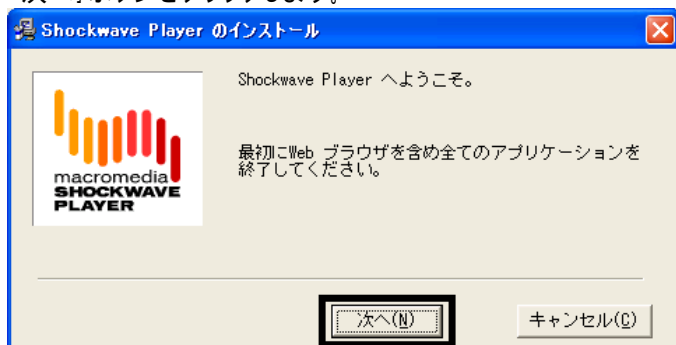 ボタンをクリックします。
Shockwave Player のインストール
Shockwave Player へようこそ。
最初にWeb ブラウザを含め全てのアプリケーションを
終了してください。
macromedia
SHOCKWAVE
PLAYER
次へ(N)
キャンセル(C)